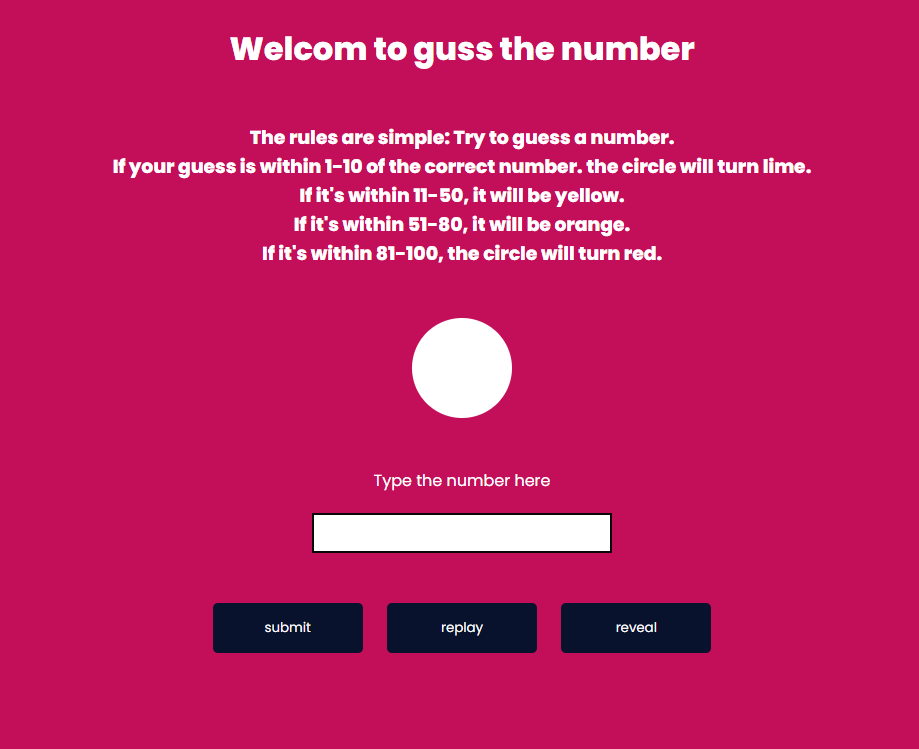 Welcom to guss the number
The rules are simple: Try to guess a number.
If your guess is within 1-10 of the correct number. the circle will turn lime.
If it's within 11-50, it will be yellow.
If it's within 51-80, it will be orange.
If it's within 81-100, the circle will turn red.
Type the number here
submit replay reveal